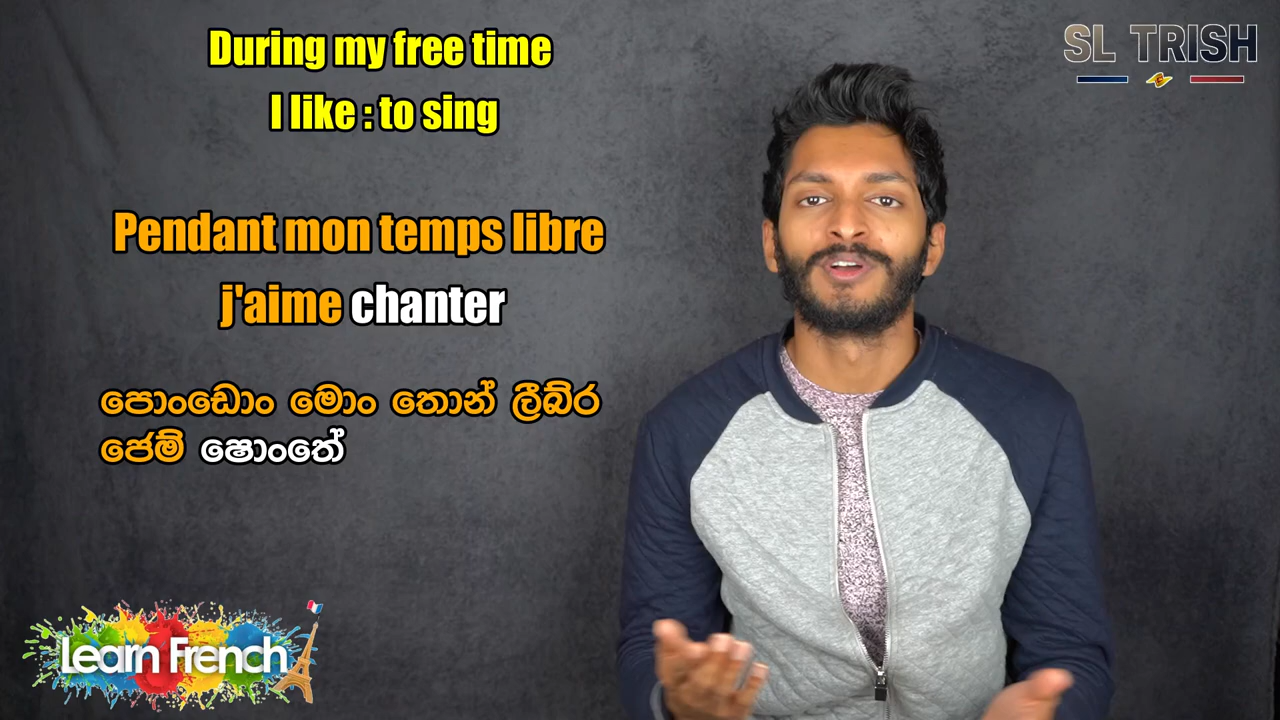 During my free time
I like : to sing
Pendant mon temps libre
j'aime chanter
පොංඩොං මොං තොන් ලීබ්ර
ජෙම් ෂොංතේ
SL TRISH
Learn French